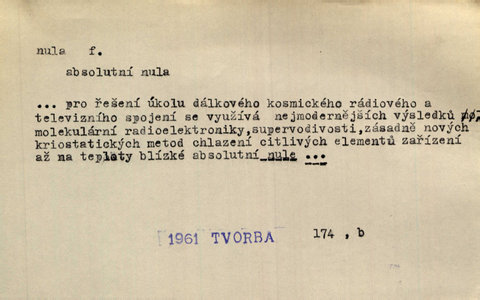 nula f.
absolutní nula
... pro řešení úkolu dálkového kosmického rádiového a
televizního spojení se využívá nejmodernějších výsledků
molekulární radioelektroniky,supervodivosti,zásadně nových
kriostatických metod chlazení citlivých elementů zařízení
až na teploty blízké absolutní nule ...
1961 TVORBA 174 , b